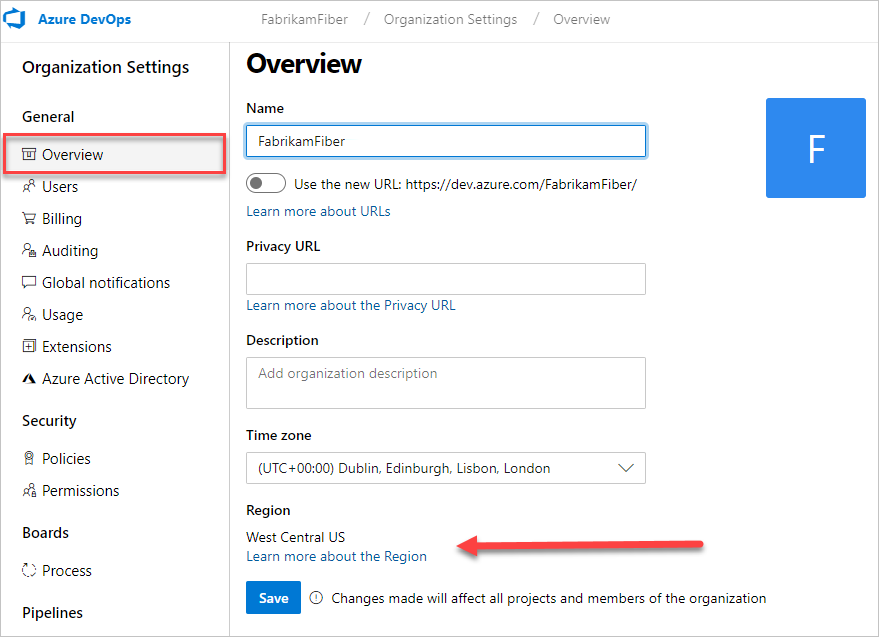 Azure DevOps
FabrikamFiber / Organization Settings / Overview
Organization Settings
General
Overview
Users
Billing
Auditing
Global notifications
Usage
Extensions
Azure Active Directory
Security
Policies
Permissions
Boards
Process
Pipelines
Overview
Name
FabrikamFiber
F
Use the new URL: https://dev.azure.com/FabrikamFiber/
Learn more about URLs
Privacy URL
Learn more about the Privacy URL
Description
Add organization description
Time zone
(UTC+00:00) Dublin, Edinburgh, Lisbon, London
Region
West Central US
Learn more about the Region
Save
Changes made will affect all projects and members of the organization